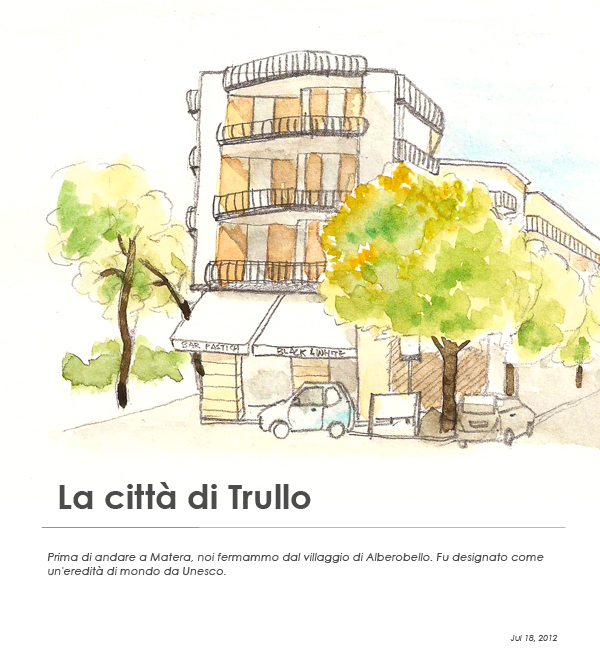 BAR PASTICH
BLACK & WHITE
La città di Trullo
Prima di andare a Matera, noi fermammo dal villaggio di Alberobello. Fu designato come
un'eredità di mondo da Unesco.
Jul 18, 2012